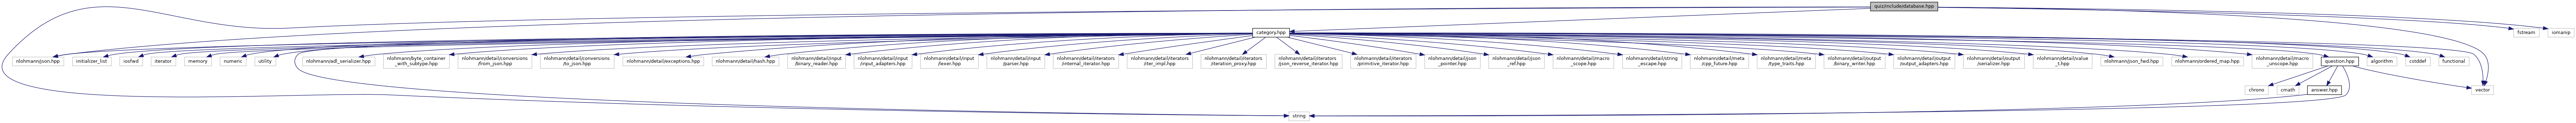 quiz/include/database.hpp
category.hpp
fstream
iomanip
nlohmann/json.hpp
initializer_list
iosfwd
iterator
memory
numeric
utility
nlohmann/adl_serializer.hpp
nlohmann/byte_container
_with_subtype.hpp
nlohmann/detail/conversions
/from_json.hpp
nlohmann/detail/conversions
/to_json.hpp
nlohmann/detail/exceptions.hpp
nlohmann/detail/hash.hpp
nlohmann/detail/input
/binary_reader.hpp
nlohmann/detail/input
/input_adapters.hpp
nlohmann/detail/input
/lexer.hpp
nlohmann/detail/input
/parser.hpp
nlohmann/detail/iterators
/internal_iterator.hpp
nlohmann/detail/iterators
/iter_impl.hpp
nlohmann/detail/iterators
/iteration_proxy.hpp
nlohmann/detail/iterators
/json_reverse_iterator.hpp
nlohmann/detail/iterators
/primitive_iterator.hpp
nlohmann/detail/json
_pointer.hpp
nlohmann/detail/json
_ref.hpp
nlohmann/detail/macro
_scope.hpp
nlohmann/detail/string
_escape.hpp
nlohmann/detail/meta
/cpp_future.hpp
nlohmann/detail/meta
/type_traits.hpp
nlohmann/detail/output
/binary_writer.hpp
nlohmann/detail/output
/output_adapters.hpp
nlohmann/detail/output
/serializer.hpp
nlohmann/detail/value
_t.hpp
nlohmann/json_fwd.hpp
nlohmann/ordered_map.hpp
nlohmann/detail/macro
_unscope.hpp
question.hpp
algorithm
cstddef
functional
chrono
cmath
answer.hpp
vector
string